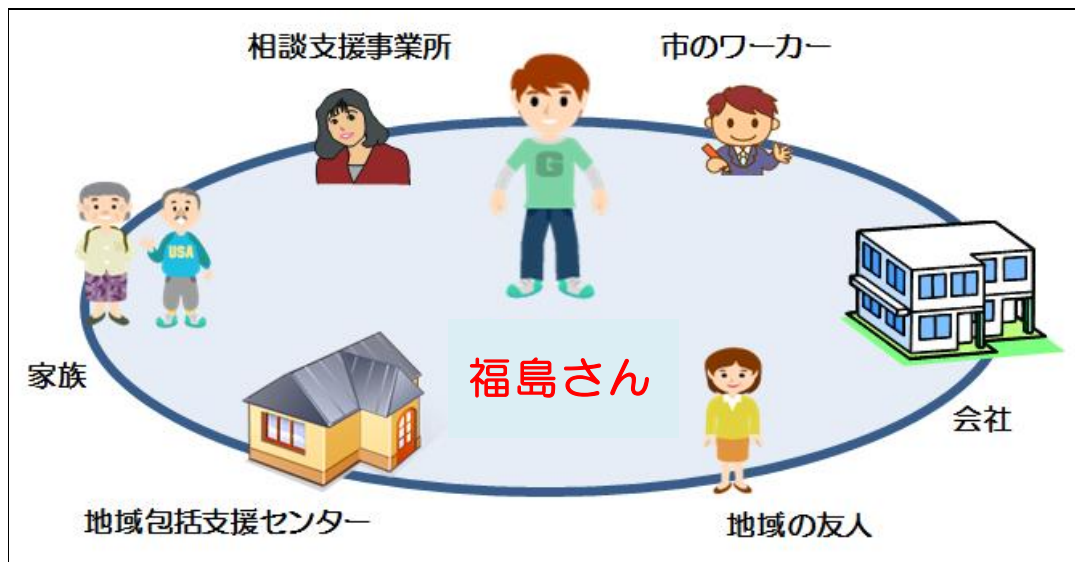 相談支援事業所
市のワーカー
G
USA
家族
福島さん
会社
地域包括支援センター
地域の友人